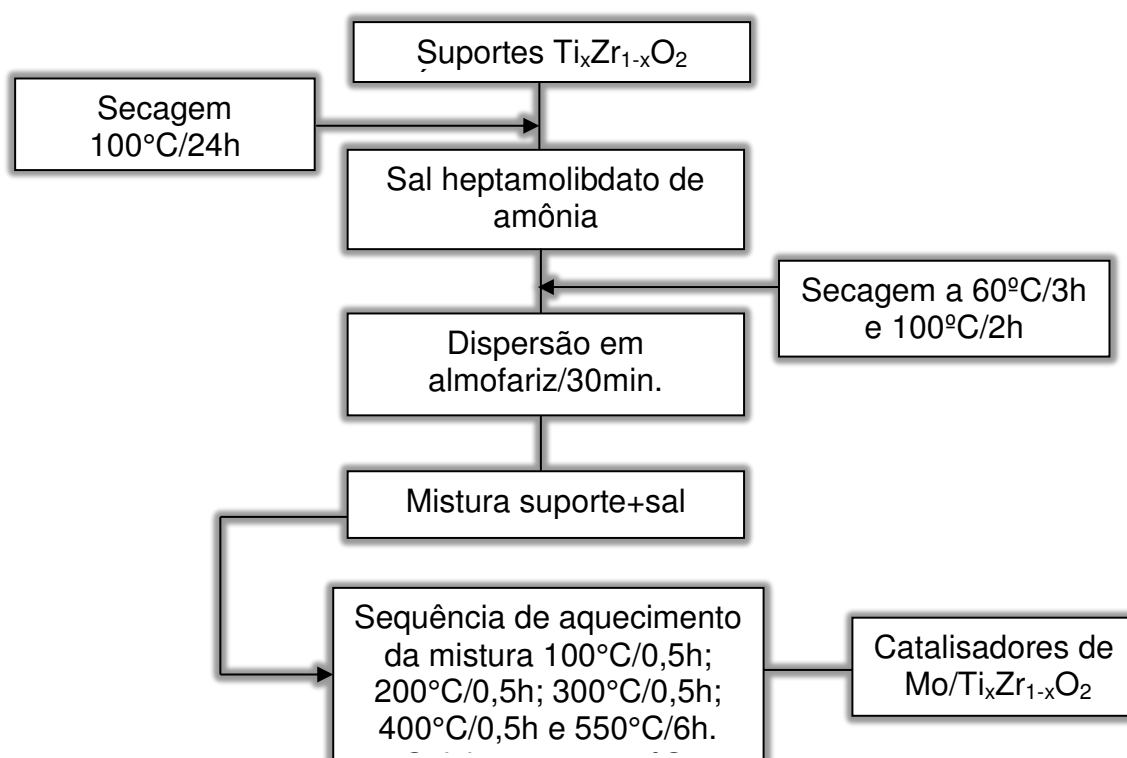 Suportes TiₓZr₁₋ₓO₂
Secagem
100°C/24h
Sal heptamolibdato de
amônia
Secagem a 60ºC/3h
e 100ºC/2h
Dispersão em
almofariz/30min.
Mistura suporte+sal
Sequência de aquecimento
da mistura 100°C/0,5h;
200°C/0,5h; 300°C/0,5h;
400°C/0,5h e 550°C/6h.
Catalisadores de
Mo/TiₓZr₁₋ₓO₂